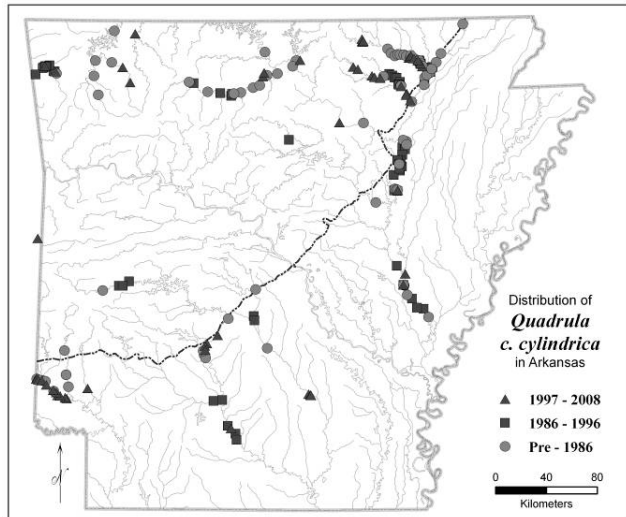 Distribution of
Quadrula
c. cylindrica
in Arkansas
1997 - 2008
1986 - 1996
Pre - 1986
0 40 80
Kilometers